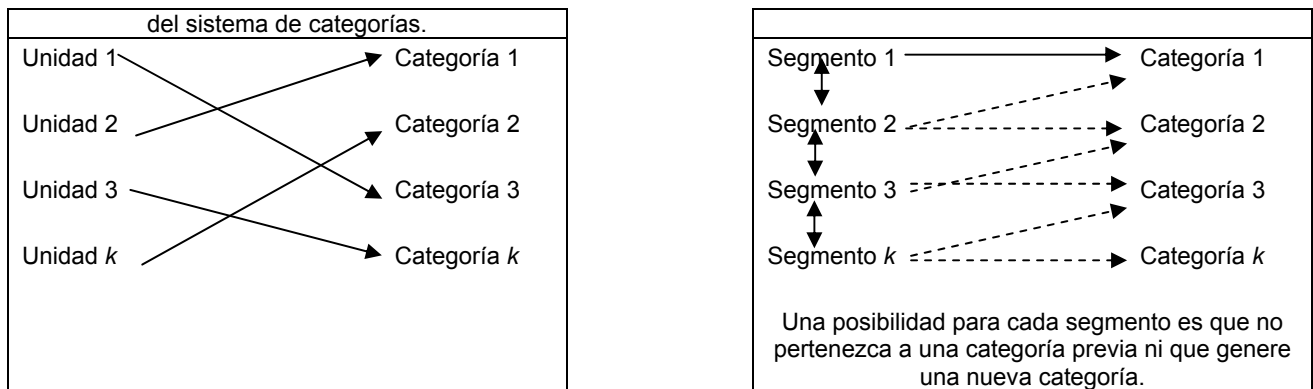 del sistema de categorías.
Unidad 1 Categoría 1
Unidad 2 Categoría 2
Unidad 3 Categoría 3
Unidad k Categoría k
Segmento 1 Categoría 1
Segmento 2 Categoría 2
Segmento 3 Categoría 3
Segmento k Categoría k
Una posibilidad para cada segmento es que no
pertenezca a una categoría previa ni que genere
una nueva categoría.